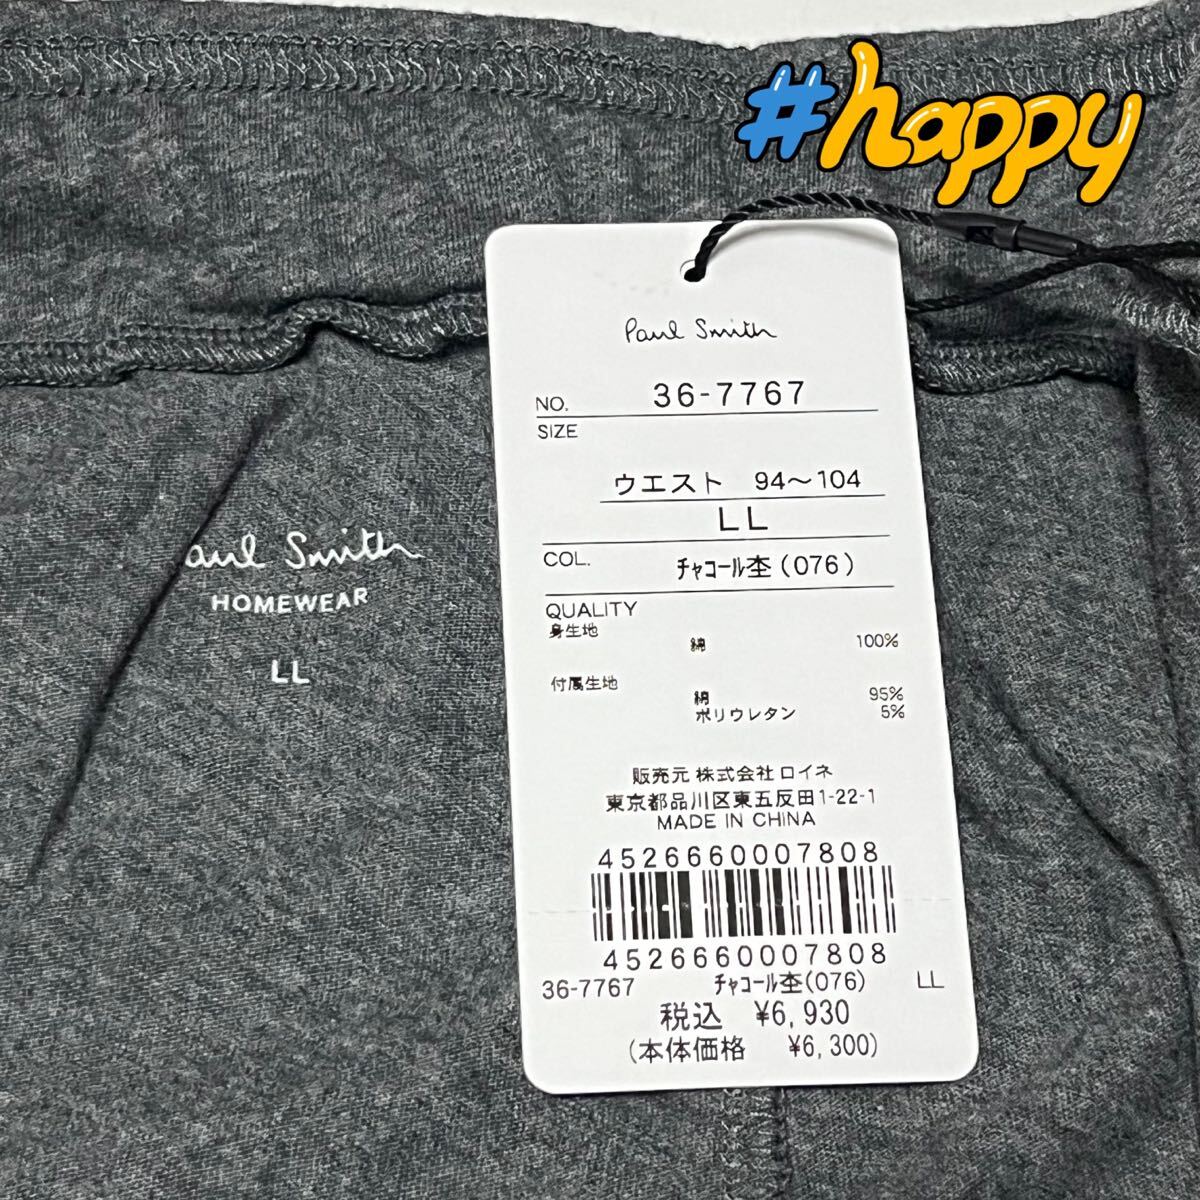 #happy
Paul Smith
NO. 36-7767
SIZE
ウエスト 94～104
LL
COL. ﾁｬｺｰﾙ杢(076)
QUALITY
身生地
綿 100%
付属生地
綿 95%
ポリウレタン 5%
販売元 株式会社 ロイネ
東京都品川区東五反田1-22-1
MADE IN CHINA
4526660007808
4526660007808
36-7767 ﾁｬｺｰﾙ杢(076) LL
税込 ¥6,930
(本体価格 ¥6,300)
Paul Smith
HOMEWEAR
LL